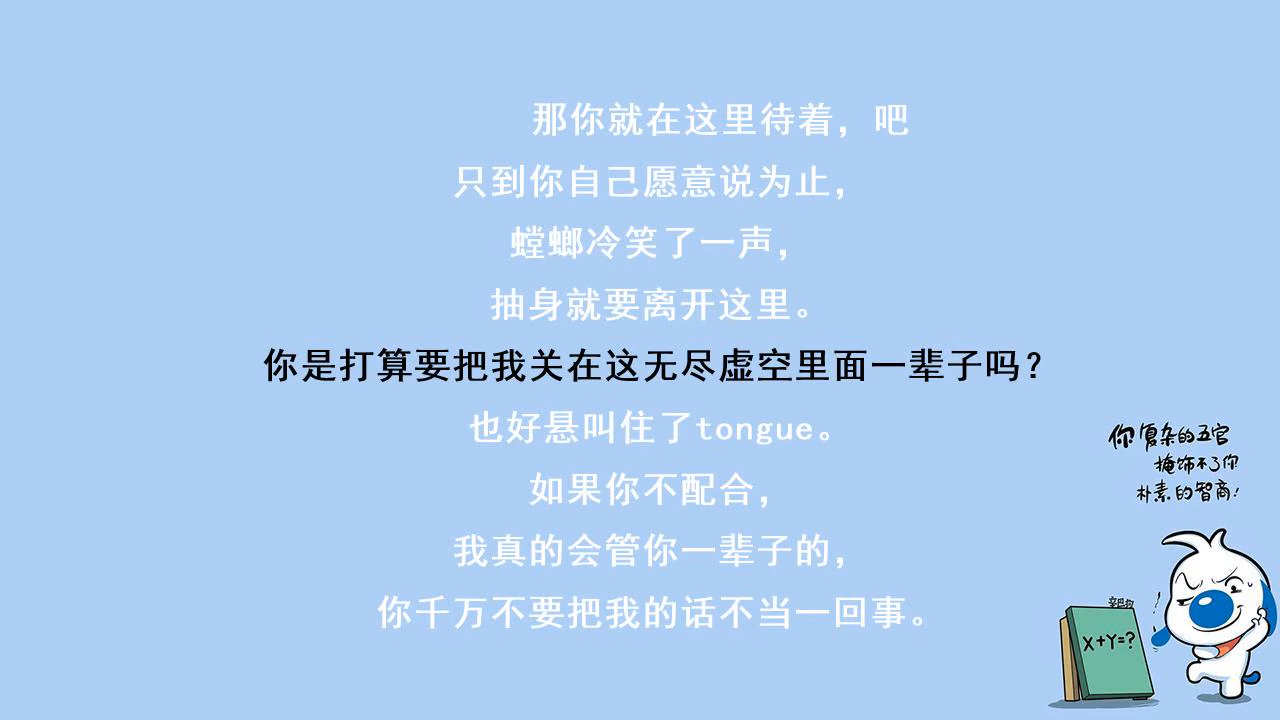 那你就在这里待着，吧
只到你自己愿意说为止，
螳螂冷笑了一声，
抽身就要离开这里。
你是打算要把我关在这无尽虚空里面一辈子吗？
也好悬叫住了tongue。
如果你不配合，
我真的会管你一辈子的，
你千万不要把我的话不当一回事。
你复杂的五官
掩饰不了你
朴素的智商！
X+Y=?